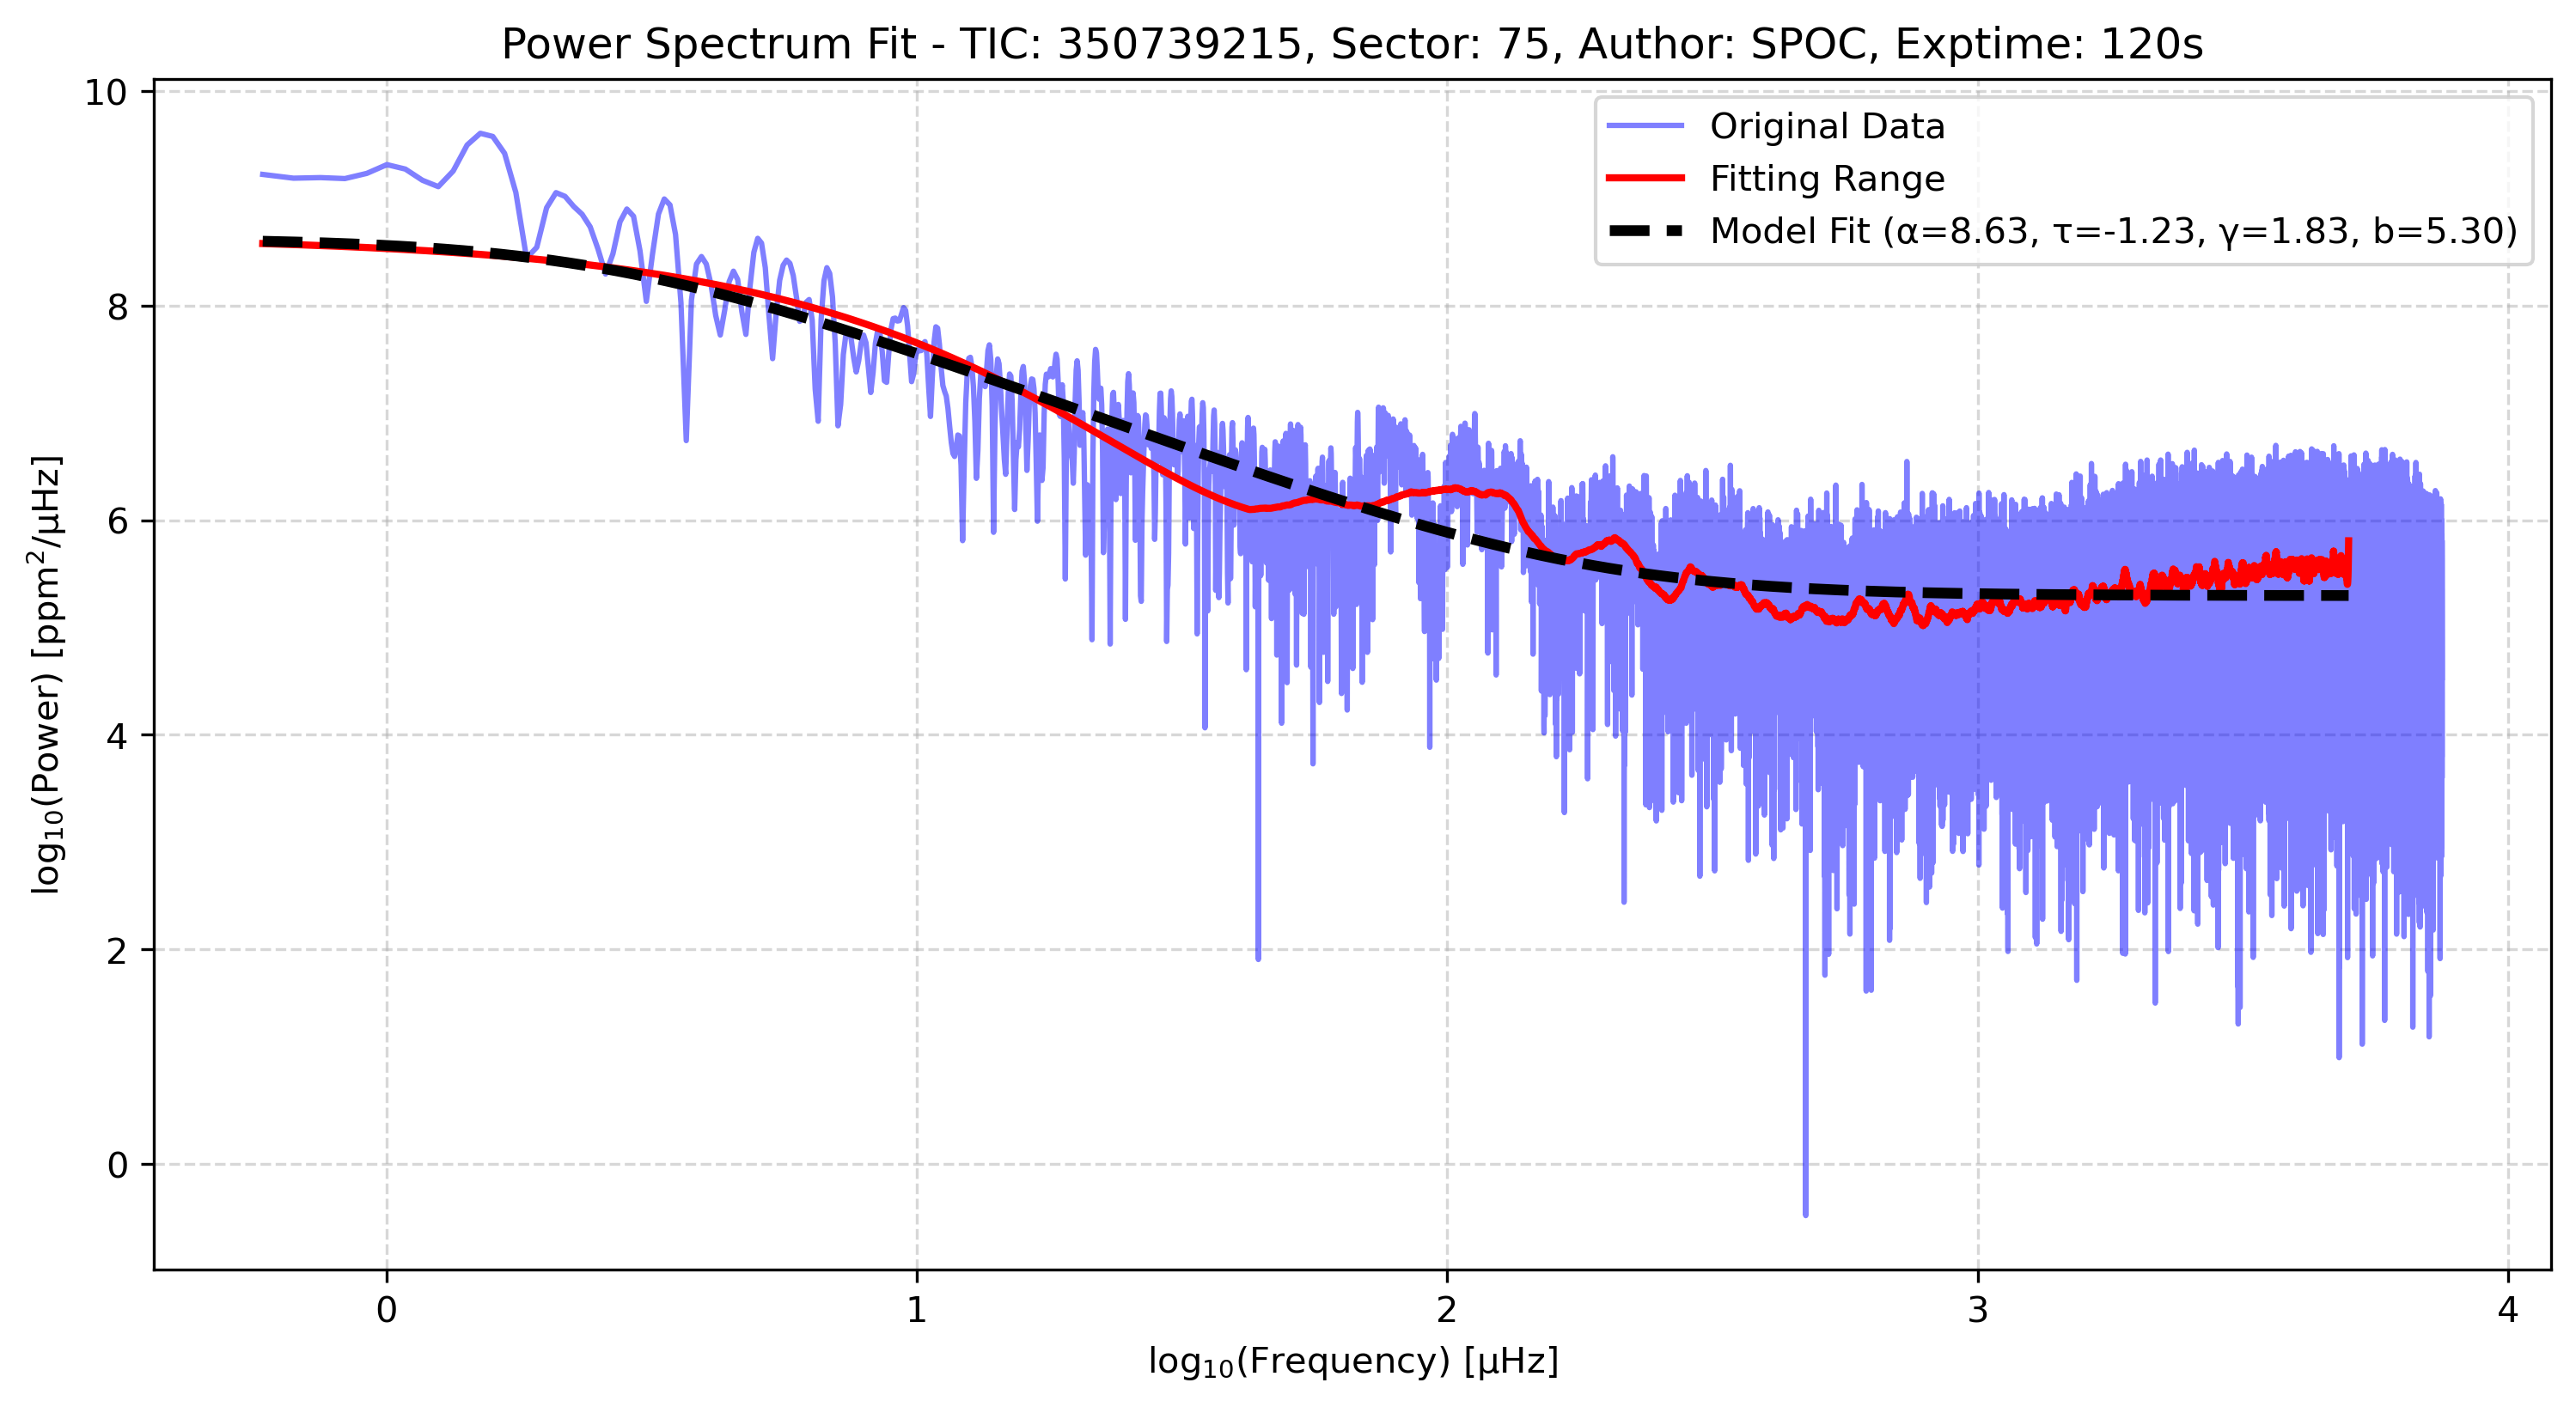 Power Spectrum Fit - TIC: 350739215, Sector: 75, Author: SPOC, Exptime: 120s
Original Data
Fitting Range
Model Fit (α=8.63, τ=-1.23, γ=1.83, b=5.30)
log₁₀(Power) [ppm²/μHz]
10
8
6
4
2
0
0 1 2 3 4
log₁₀(Frequency) [μHz]